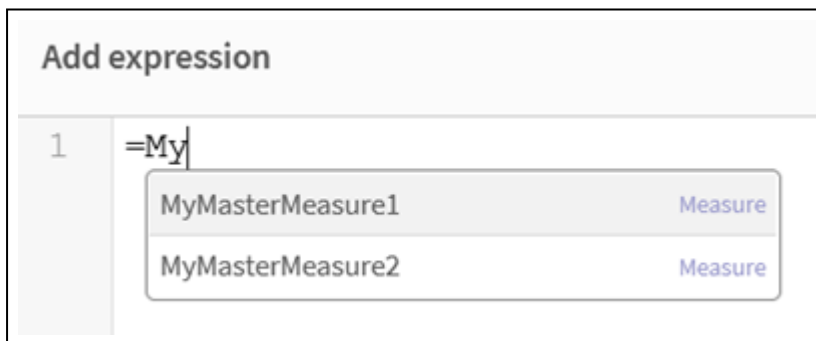 Add expression
1 =My
MyMasterMeasure1 Measure
MyMasterMeasure2 Measure